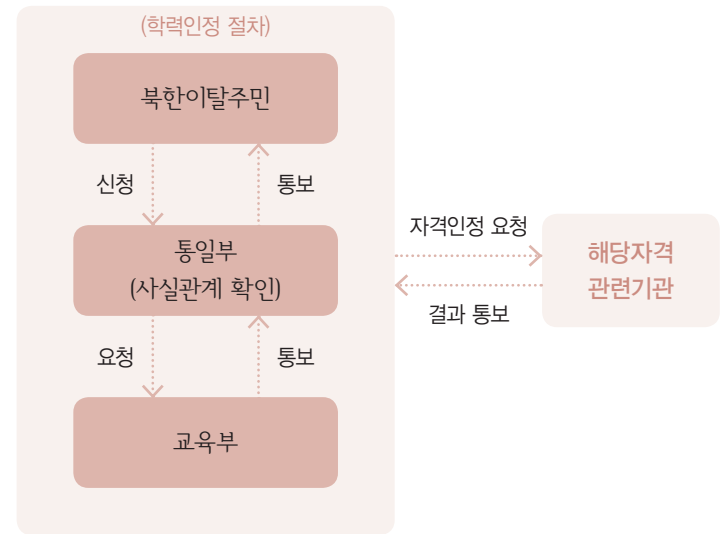 (학력인정 절차)
북한이탈주민
신청
통보
통일부
(사실관계 확인)
요청
통보
교육부
자격인정 요청
결과 통보
해당자격
관련기관